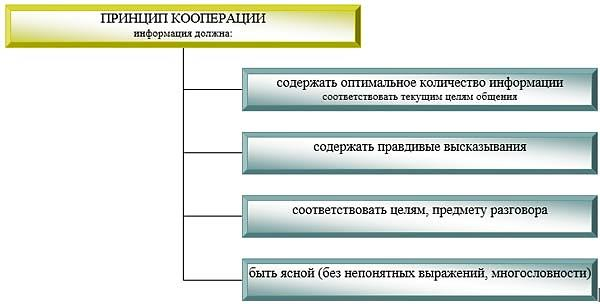 ПРИНЦИП КООПЕРАЦИИ
информация должна:
содержать оптимальное количество информации
соответствовать текущим целям общения
содержать правдивые высказывания
соответствовать целям, предмету разговора
быть ясной (без непонятных выражений, многословности)